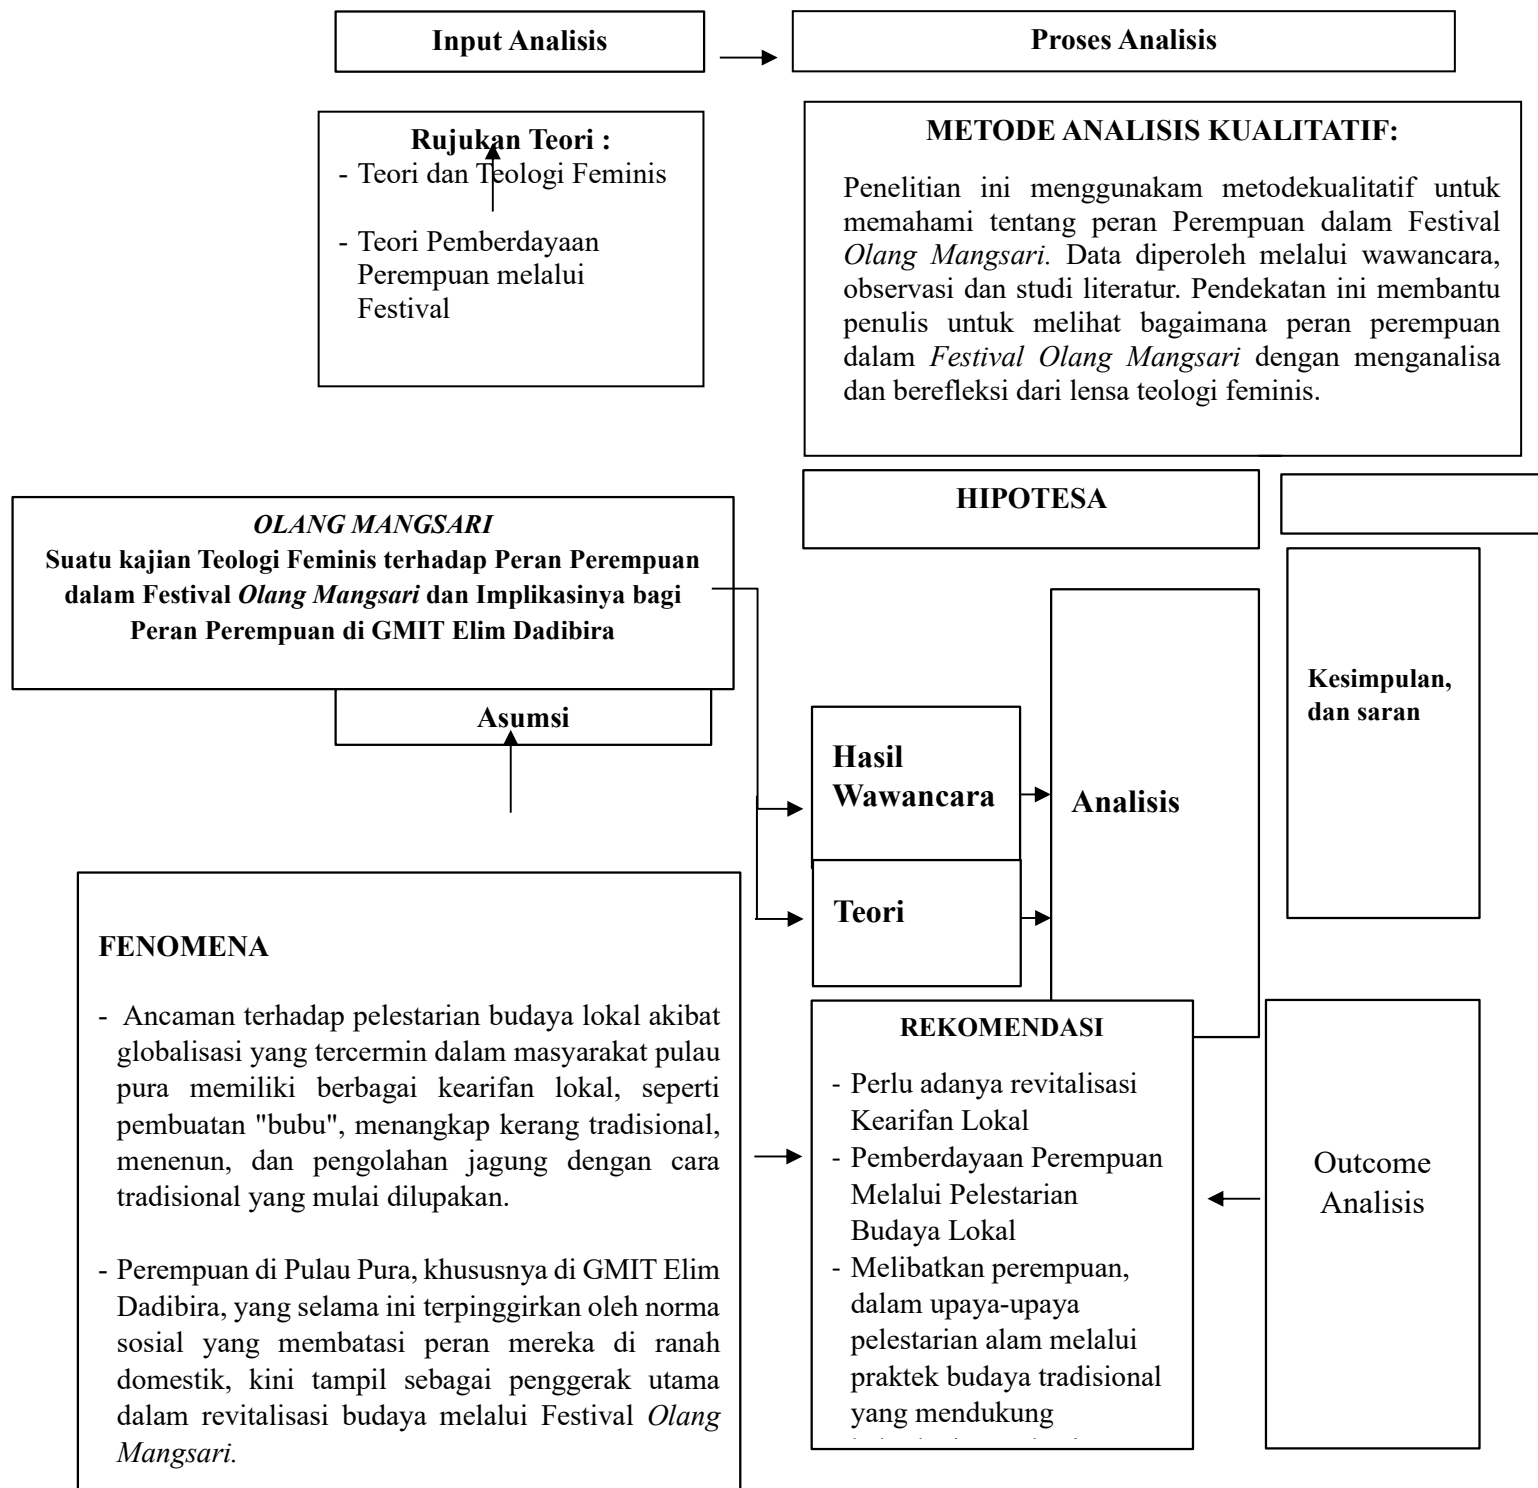 Input Analisis
Proses Analisis
Rujukan Teori :
- Teori dan Teologi Feminis
- Teori Pemberdayaan
Perempuan melalui
Festival
METODE ANALISIS KUALITATIF:
Penelitian ini menggunakam metodekualitatif untuk
memahami tentang peran Perempuan dalam Festival
Olang Mangsari. Data diperoleh melalui wawancara,
observasi dan studi literatur. Pendekatan ini membantu
penulis untuk melihat bagaimana peran perempuan
dalam Festival Olang Mangsari dengan menganalisa
dan berefleksi dari lensa teologi feminis.
OLANG MANGSARI
Suatu kajian Teologi Feminis terhadap Peran Perempuan
dalam Festival Olang Mangsari dan Implikasinya bagi
Peran Perempuan di GMIT Elim Dadibira
Asumsi
HIPOTESA
Hasil
Wawancara
Teori
Analisis
Kesimpulan,
dan saran
FENOMENA
- Ancaman terhadap pelestarian budaya lokal akibat
globalisasi yang tercermin dalam masyarakat pulau
pura memiliki berbagai kearifan lokal, seperti
pembuatan "bubu", menangkap kerang tradisional,
menenun, dan pengolahan jagung dengan cara
tradisional yang mulai dilupakan.
- Perempuan di Pulau Pura, khususnya di GMIT Elim
Dadibira, yang selama ini terpinggirkan oleh norma
sosial yang membatasi peran mereka di ranah
domestik, kini tampil sebagai penggerak utama
dalam revitalisasi budaya melalui Festival Olang
Mangsari.
REKOMENDASI
- Perlu adanya revitalisasi
Kearifan Lokal
- Pemberdayaan Perempuan
Melalui Pelestarian
Budaya Lokal
- Melibatkan perempuan,
dalam upaya-upaya
pelestarian alam melalui
praktek budaya tradisional
yang mendukung
Outcome
Analisis